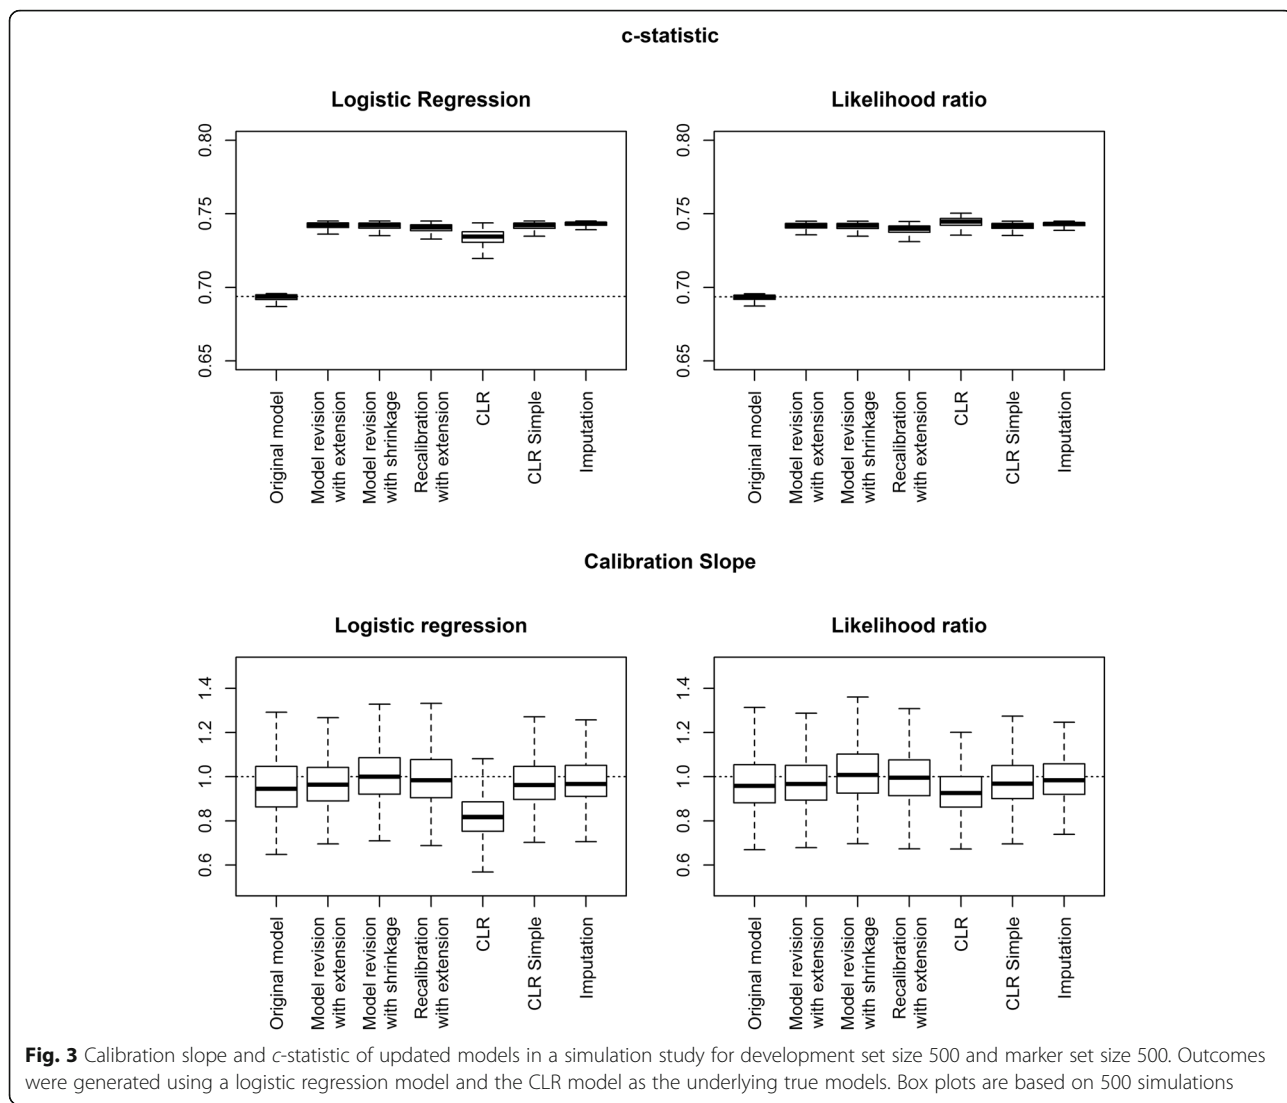 c-statistic
Logistic Regression
Likelihood ratio
0.80
0.75
0.70
0.65
0.80
0.75
0.70
0.65
Original model
Model revision
with extension
Model revision
with shrinkage
Recalibration
with extension
CLR
CLR Simple
Imputation
Original model
Model revision
with extension
Model revision
with shrinkage
Recalibration
with extension
CLR
CLR Simple
Imputation
Calibration Slope
Logistic regression
Likelihood ratio
1.4
1.2
1.0
0.8
0.6
1.4
1.2
1.0
0.8
0.6
Original model
Model revision
with extension
Model revision
with shrinkage
Recalibration
with extension
CLR
CLR Simple
Imputation
Original model
Model revision
with extension
Model revision
with shrinkage
Recalibration
with extension
CLR
CLR Simple
Imputation
Fig. 3 Calibration slope and c-statistic of updated models in a simulation study for development set size 500 and marker set size 500. Outcomes
were generated using a logistic regression model and the CLR model as the underlying true models. Box plots are based on 500 simulations